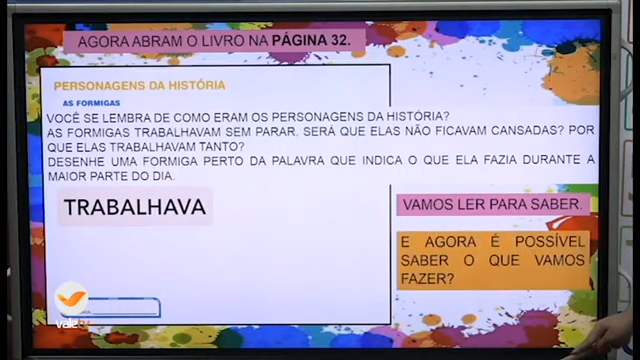 AGORA ABRAM O LIVRO NA PÁGINA 32.
PERSONAGENS DA HISTÓRIA
AS FORMIGAS
VOCÊ SE LEMBRA DE COMO ERAM OS PERSONAGENS DA HISTÓRIA?
AS FORMIGAS TRABALHAVAM SEM PARAR. SERÁ QUE ELAS NÃO FICAVAM CANSADAS? POR
QUE ELAS TRABALHAVAM TANTO?
DESENHE UMA FORMIGA PERTO DA PALAVRA QUE INDICA O QUE ELA FAZIA DURANTE A
MAIOR PARTE DO DIA.
TRABALHAVA
VAMOS LER PARA SABER.
E AGORA É POSSÍVEL
SABER O QUE VAMOS
FAZER?
valetv